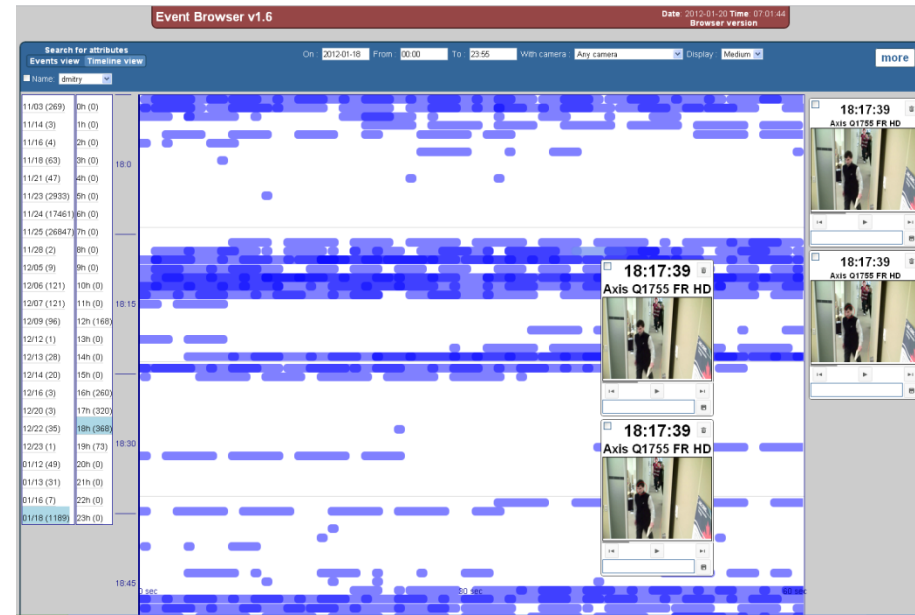 Event Browser v1.6
Date: 2012-01-20 Time: 07:01:44
Browser version
Search for attributes
Events view Timeline view
On : 2012-01-18 From : 00:00 To : 23:55 With camera : Any camera Display : Medium
more
Name: dmitry
11/03 (269) 0h (0)
11/14 (3) 1h (0)
11/16 (4) 2h (0)
11/18 (63) 3h (0)
11/21 (47) 4h (0)
11/23 (2933) 5h (0)
11/24 (17461) 6h (0)
11/25 (26847) 7h (0)
11/28 (2) 8h (0)
12/05 (9) 9h (0)
12/06 (121) 10h (0)
12/07 (121) 11h (0)
12/09 (96) 12h (168)
12/12 (1) 13h (0)
12/13 (28) 14h (0)
12/14 (20) 15h (0)
12/16 (3) 16h (260)
12/20 (3) 17h (320)
12/22 (35) 18h (368)
12/23 (1) 19h (73)
01/12 (49) 20h (0)
01/13 (31) 21h (0)
01/16 (7) 22h (0)
01/18 (1189) 23h (0)
18:0
18:15
18:30
18:45
0 sec 30 sec 60 sec
18:17:39
Axis Q1755 FR HD
18:17:39
Axis Q1755 FR HD
18:17:39
Axis Q1755 FR HD
18:17:39
Axis Q1755 FR HD